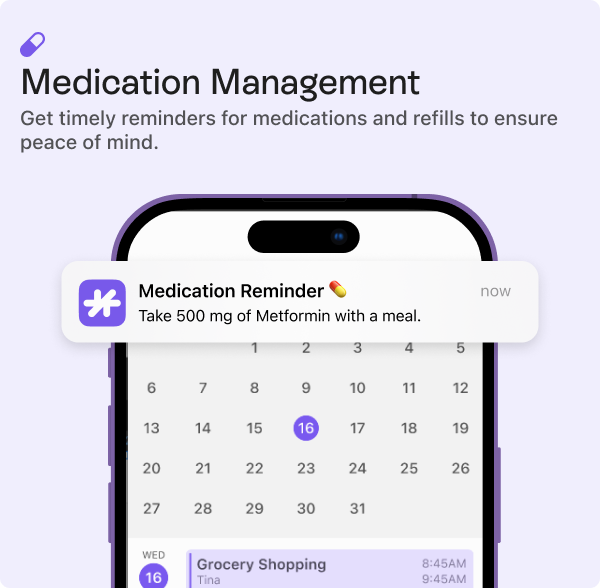 Medication Management
Get timely reminders for medications and refills to ensure
peace of mind.
Medication Reminder 💊 now
Take 500 mg of Metformin with a meal.
1 2 3 4 5
6 7 8 9 10 11 12
13 14 15 16 17 18 19
20 21 22 23 24 25 26
27 28 29 30 31
WED
16
Grocery Shopping 8:45AM
Tina 9:45AM